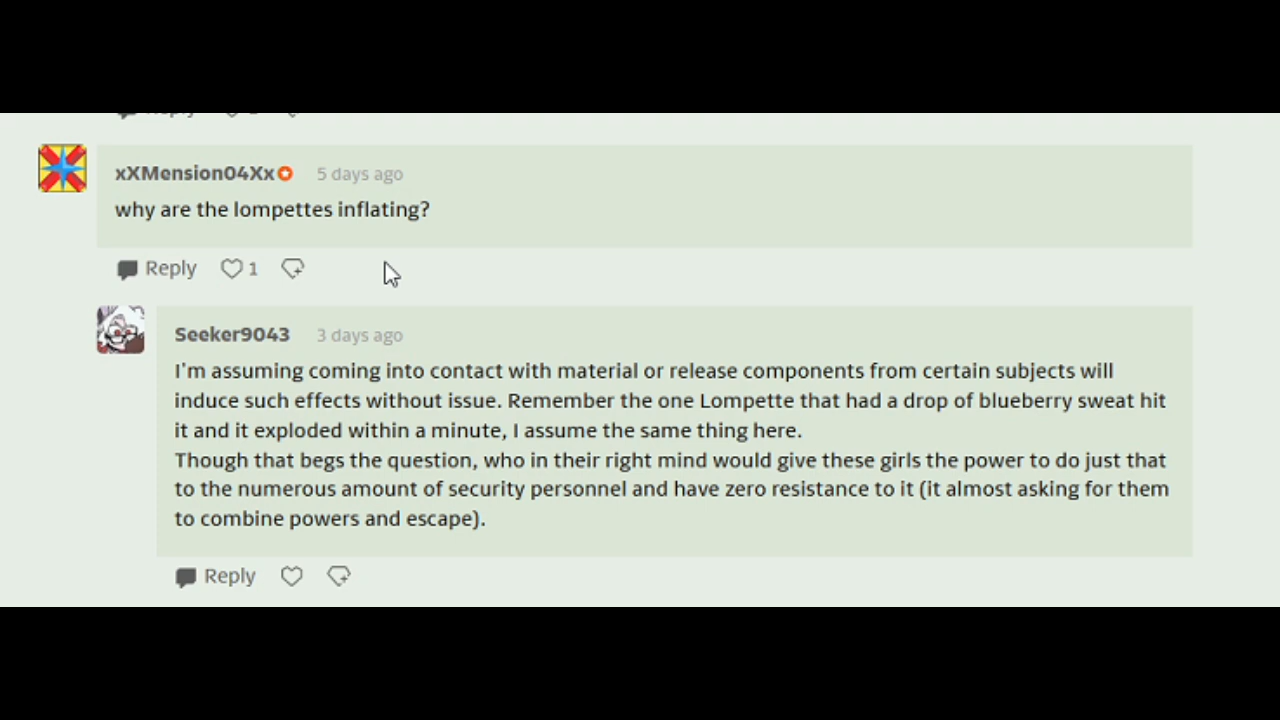 xXMension04Xx 5 days ago
why are the lompettes inflating?
Reply 1
Seeker9043 3 days ago
I'm assuming coming into contact with material or release components from certain subjects will
induce such effects without issue. Remember the one Lompette that had a drop of blueberry sweat hit
it and it exploded within a minute, I assume the same thing here.
Though that begs the question, who in their right mind would give these girls the power to do just that
to the numerous amount of security personnel and have zero resistance to it (it almost asking for them
to combine powers and escape).
Reply